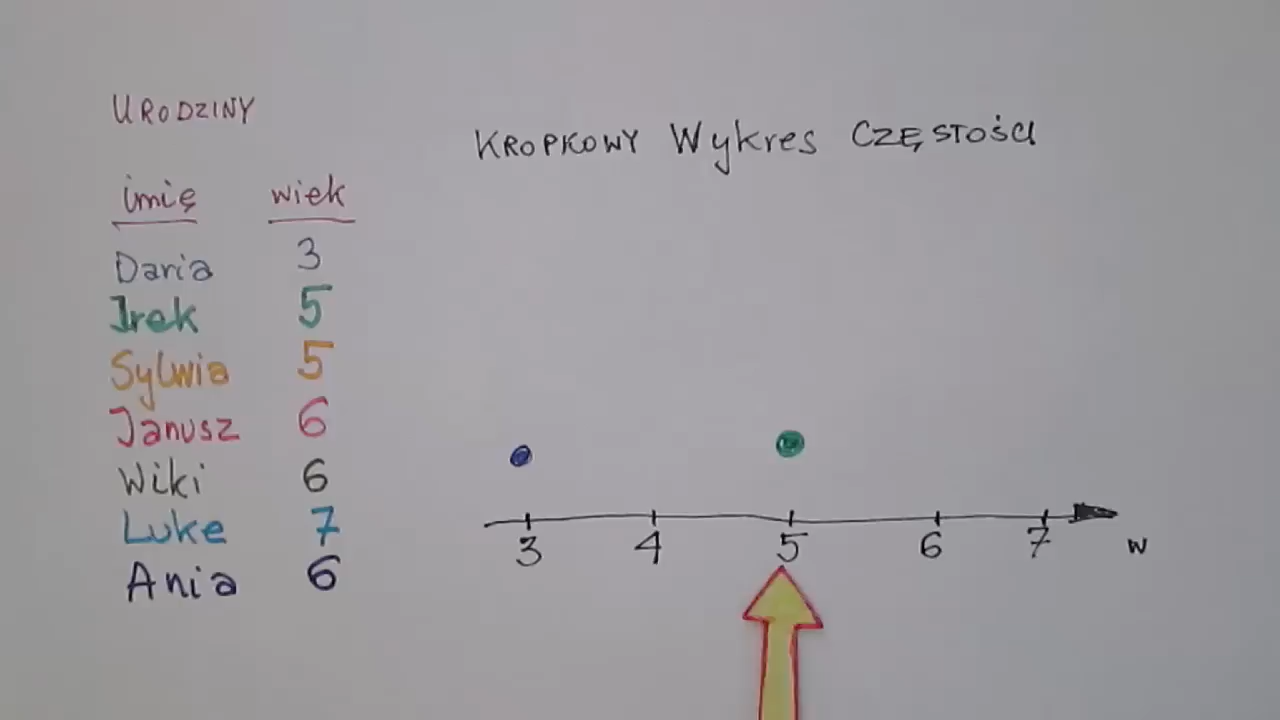 URODZINY
KROPKOWY Wykres CZĘSTOŚCI
imię wiek
Daria 3
Irek 5
Sylwia 5
Janusz 6
Wiki 6
Luke 7
Ania 6
3 4 5 6 7 w